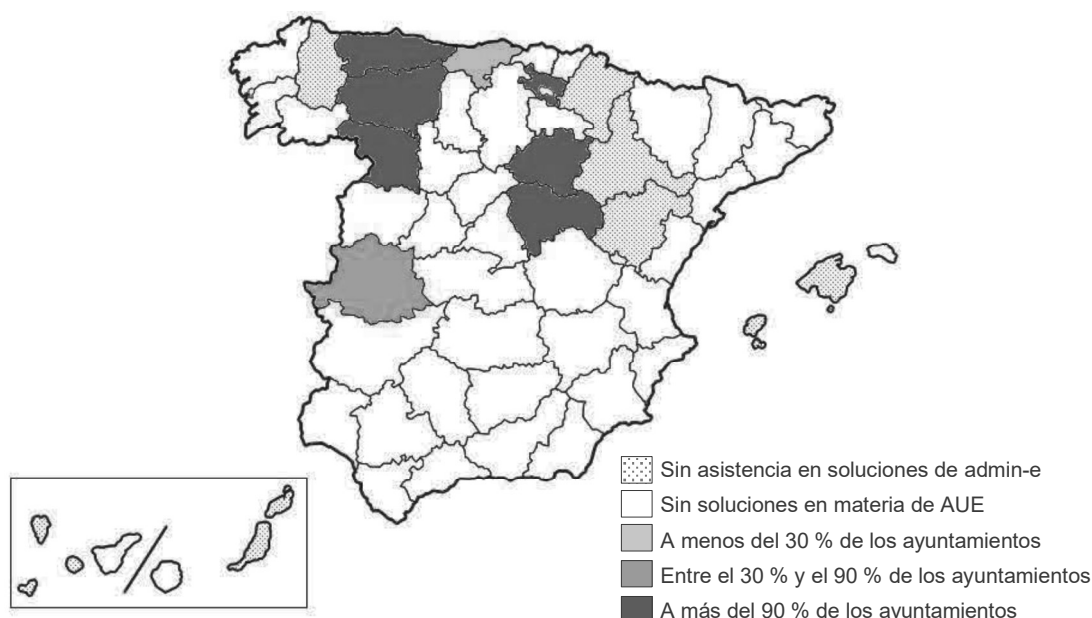 Sin asistencia en soluciones de admin-e
Sin soluciones en materia de AUE
A menos del 30 % de los ayuntamientos
Entre el 30 % y el 90 % de los ayuntamientos
A más del 90 % de los ayuntamientos